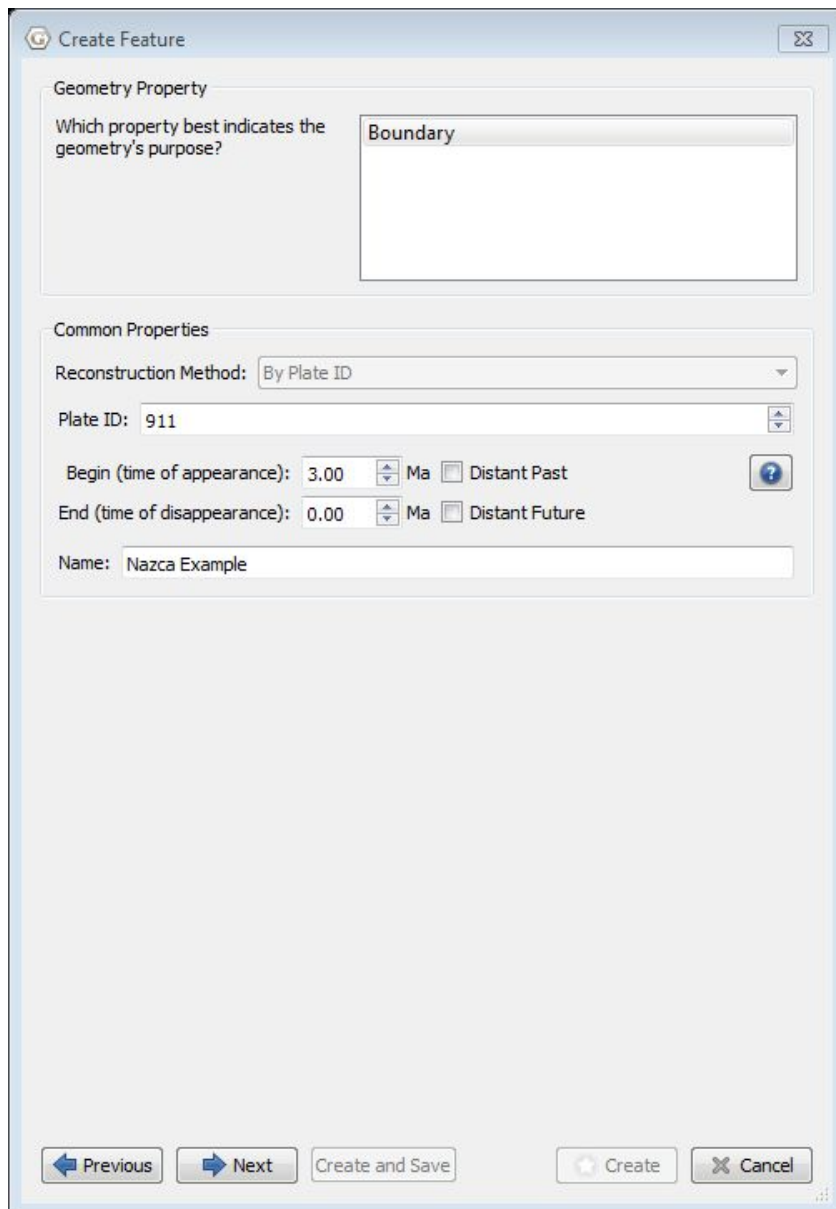 Create Feature
Geometry Property
Which property best indicates the
geometry's purpose?
Boundary
Common Properties
Reconstruction Method: By Plate ID
Plate ID: 911
Begin (time of appearance): 3.00 Ma Distant Past
End (time of disappearance): 0.00 Ma Distant Future
Name: Nazca Example
Previous Next Create and Save Create Cancel